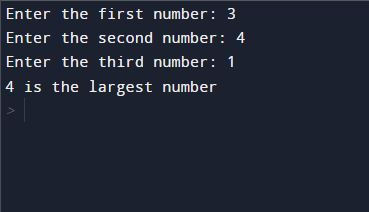 Enter the first number: 3
Enter the second number: 4
Enter the third number: 1
4 is the largest number
>